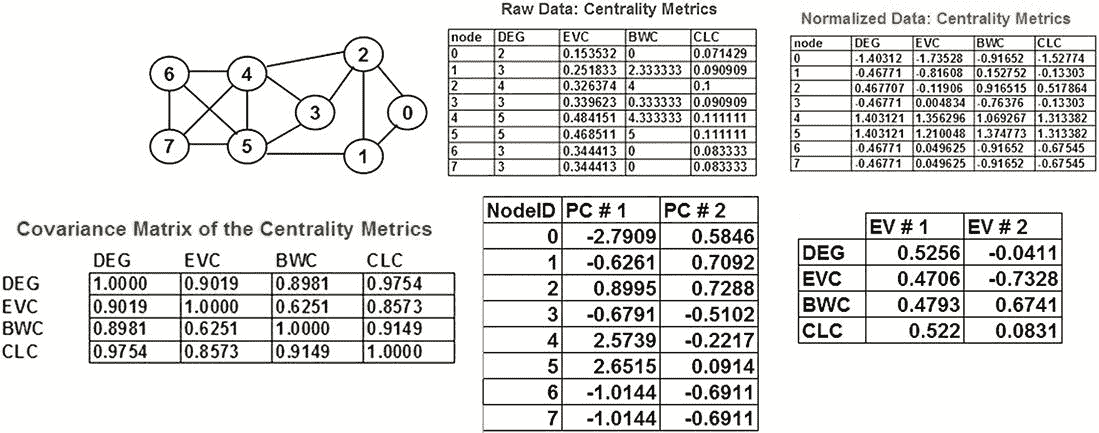 6
4
2
3
0
7
5
1
Raw Data: Centrality Metrics
node DEG EVC BWC CLC
0 2 0.153532 0 0.071429
1 3 0.251833 2.333333 0.090909
2 4 0.326374 4 0.1
3 3 0.339623 0.333333 0.090909
4 5 0.484151 4.333333 0.111111
5 5 0.468511 5 0.111111
6 3 0.344413 0 0.083333
7 3 0.344413 0 0.083333
Normalized Data: Centrality Metrics
node DEG EVC BWC CLC
0 -1.40312 -1.73528 -0.91652 -1.52774
1 -0.46771 -0.81608 0.152752 -0.13303
2 0.467707 -0.11906 0.916515 0.517864
3 -0.46771 0.004834 -0.76376 -0.13303
4 1.403121 1.356296 1.069267 1.313382
5 1.403121 1.210048 1.374773 1.313382
6 -0.46771 0.049625 -0.91652 -0.67545
7 -0.46771 0.049625 -0.91652 -0.67545
Covariance Matrix of the Centrality Metrics
DEG EVC BWC CLC
DEG 1.0000 0.9019 0.8981 0.9754
EVC 0.9019 1.0000 0.6251 0.8573
BWC 0.8981 0.6251 1.0000 0.9149
CLC 0.9754 0.8573 0.9149 1.0000
NodeID PC # 1 PC # 2
0 -2.7909 0.5846
1 -0.6261 0.7092
2 0.8995 0.7288
3 -0.6791 -0.5102
4 2.5739 -0.2217
5 2.6515 0.0914
6 -1.0144 -0.6911
7 -1.0144 -0.6911
EV # 1 EV # 2
DEG 0.5256 -0.0411
EVC 0.4706 -0.7328
BWC 0.4793 0.6741
CLC 0.522 0.0831